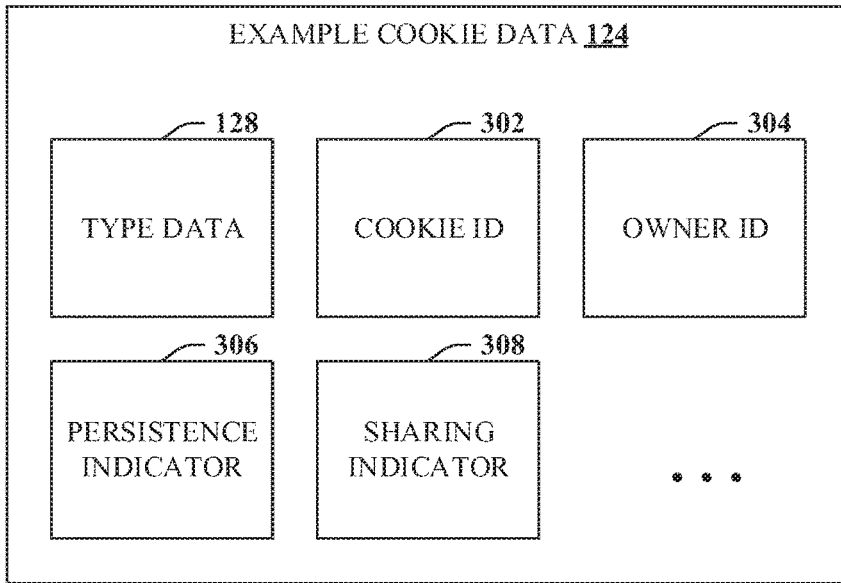 EXAMPLE COOKIE DATA 124
128
302
304
TYPE DATA
COOKIE ID
OWNER ID
306
308
PERSISTENCE
INDICATOR
SHARING
INDICATOR
• • •